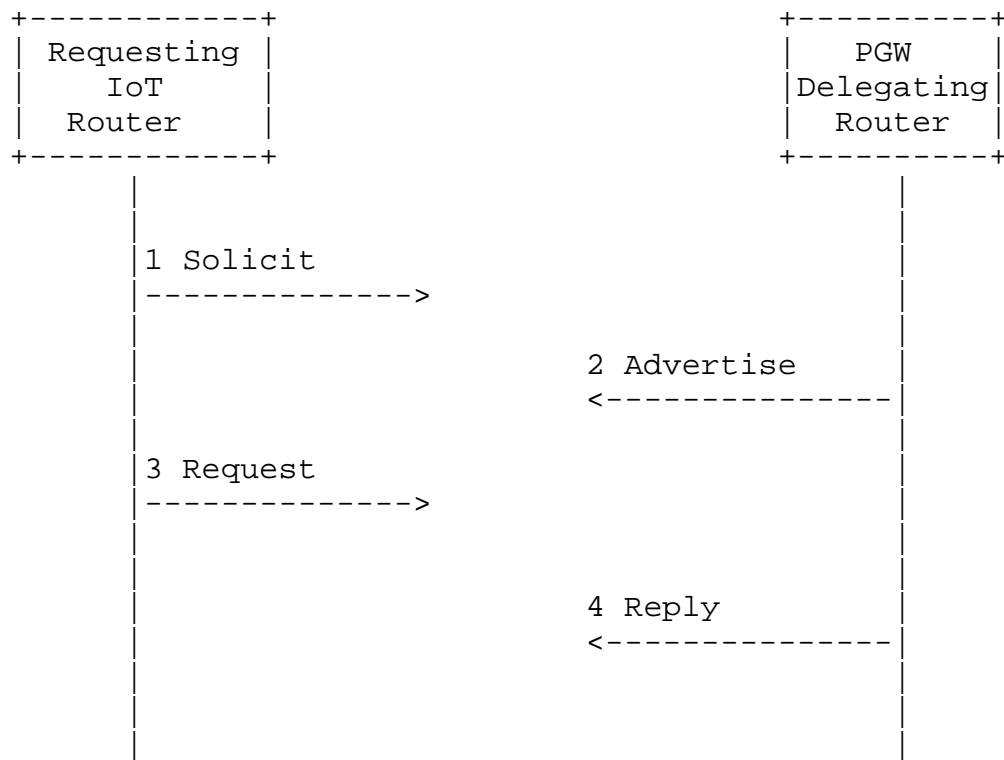 Requesting
IoT
Router
PGW
Delegating
Router
1 Solicit
2 Advertise
3 Request
4 Reply